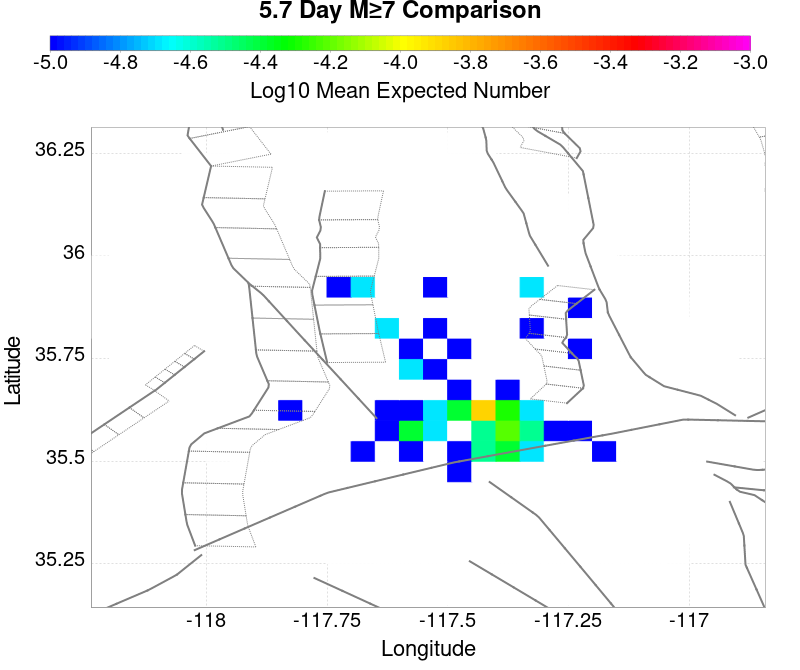 5.7 Day M≥7 Comparison
-5.0 -4.8 -4.6 -4.4 -4.2 -4.0 -3.8 -3.6 -3.4 -3.2 -3.0
Log10 Mean Expected Number
36.25
36
35.75
35.5
35.25
Latitude
-118 -117.75 -117.5 -117.25 -117
Longitude